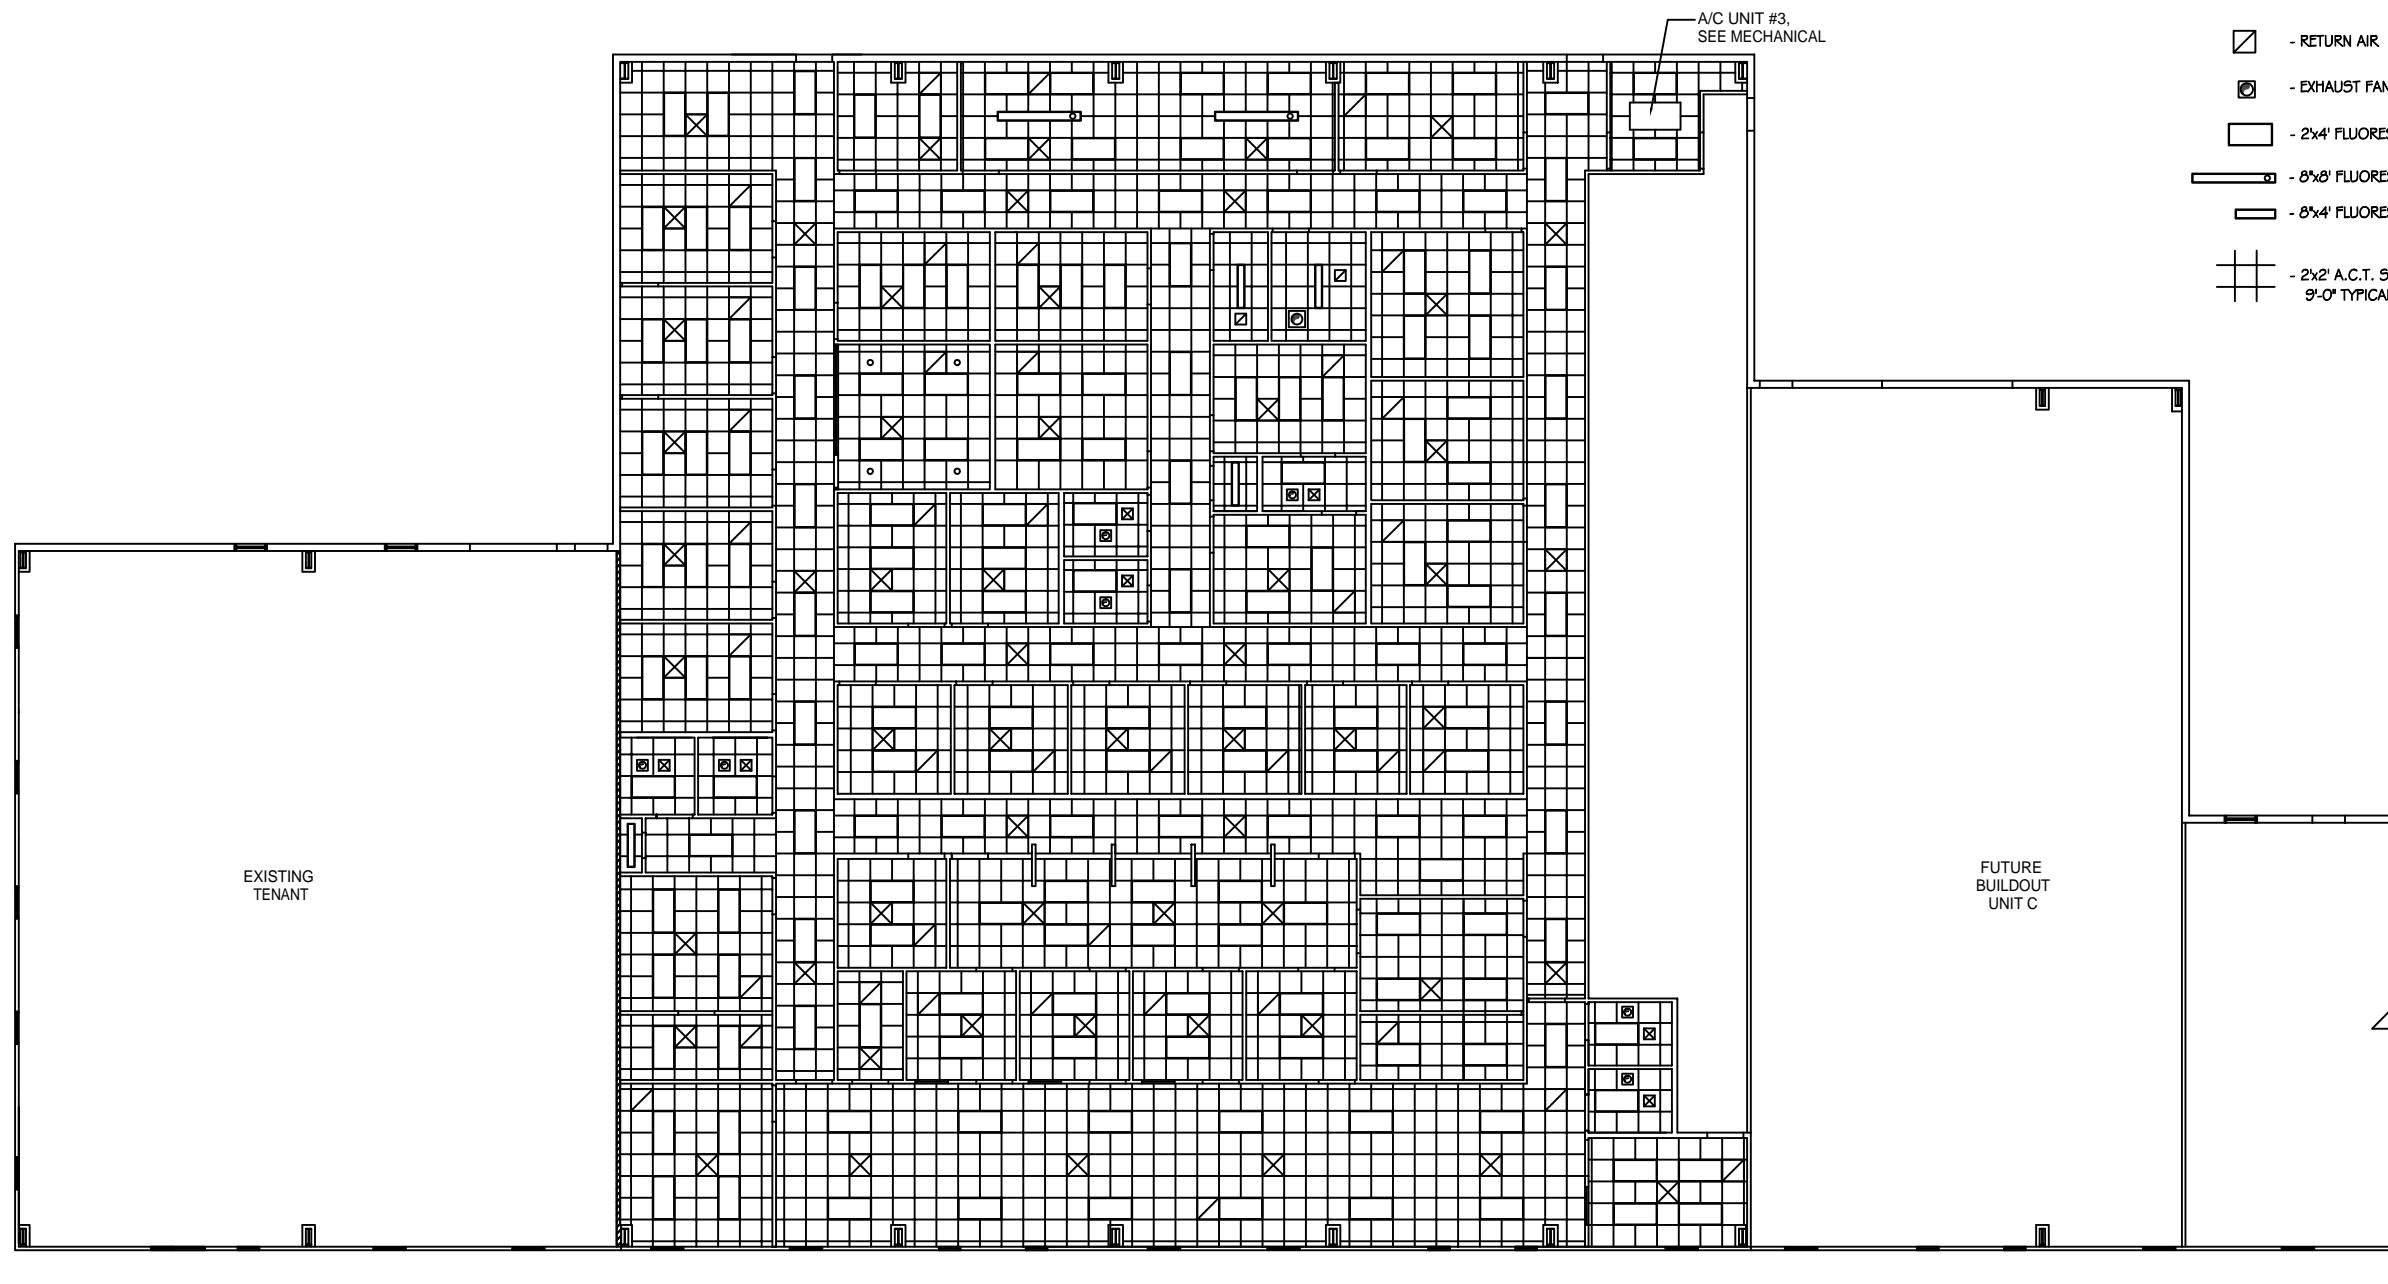 A/C UNIT #3,
SEE MECHANICAL
- RETURN AIR
- EXHAUST FAN
- 2'x4' FLUORES
- 8"x8' FLUORES
- 8"x4' FLUORES
- 2'x2' A.C.T. S
9'-0" TYPICAL
EXISTING
TENANT
FUTURE
BUILDOUT
UNIT C